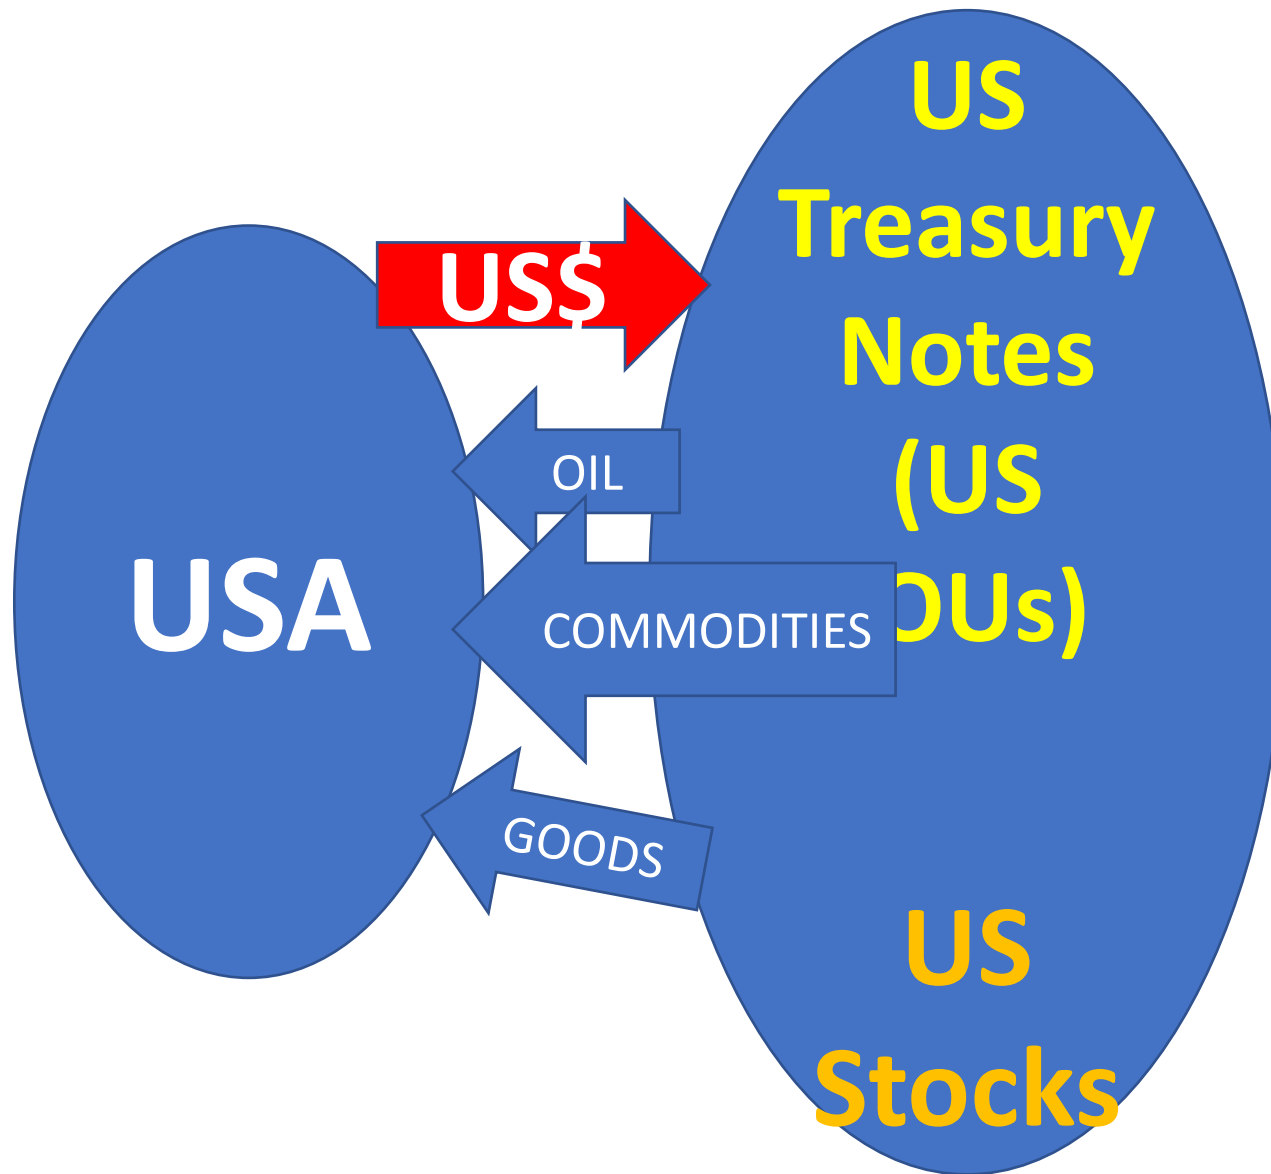 US
Treasury
Notes
(US
OUs)
US$
OIL
USA
COMMODITIES
GOODS
US
Stocks